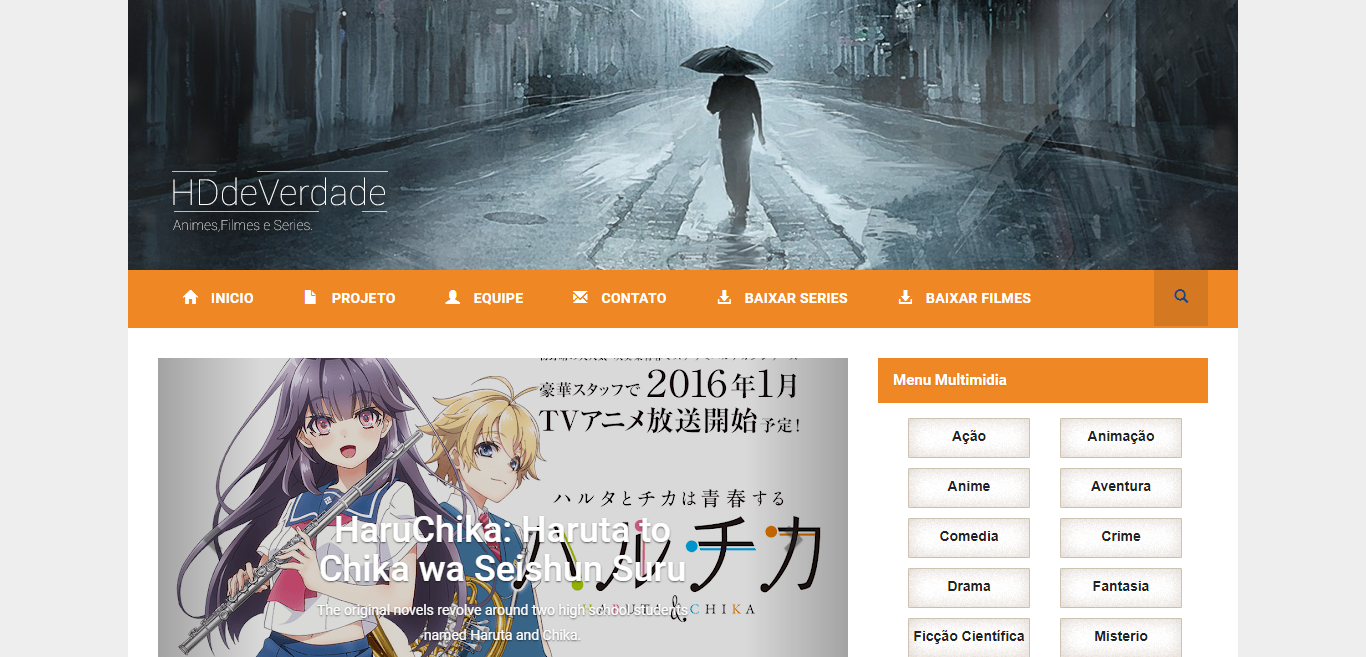 HDdeVerdade
Animes,Filmes e Series.
INICIO PROJETO EQUIPE CONTATO BAIXAR SERIES BAIXAR FILMES
豪華スタッフで 2016年1月
TVアニメ放送開始予定!
ハルタとチカは青春する
ハルチカ
HARUTA & CHIKA
HaruChika: Haruta to
Chika wa Seishun Suru
The original novels revolve around two high school students
named Haruta and Chika.
Menu Multimidia
Ação Animação
Anime Aventura
Comedia Crime
Drama Fantasia
Ficção Científica Misterio